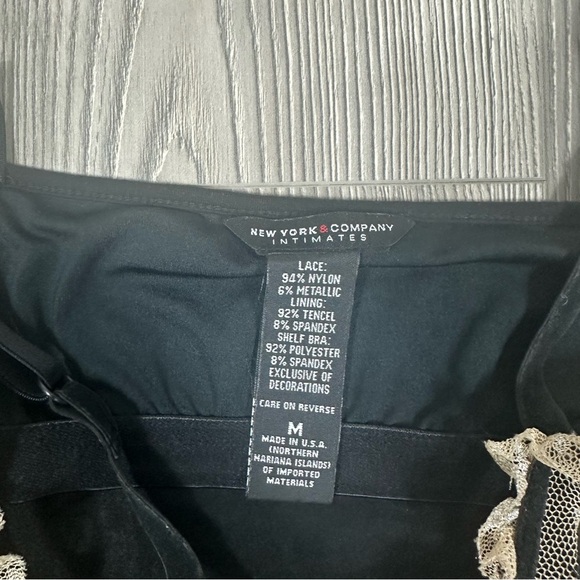 NEW YORK & COMPANY
INTIMATES
LACE:
94% NYLON
6% METALLIC
LINING:
92% TENCEL
8% SPANDEX
SHELF BRA:
92% POLYESTER
8% SPANDEX
EXCLUSIVE OF
DECORATIONS
CARE ON REVERSE
M
MADE IN U.S.A.
(NORTHERN
MARIANA ISLANDS)
OF IMPORTED
MATERIALS